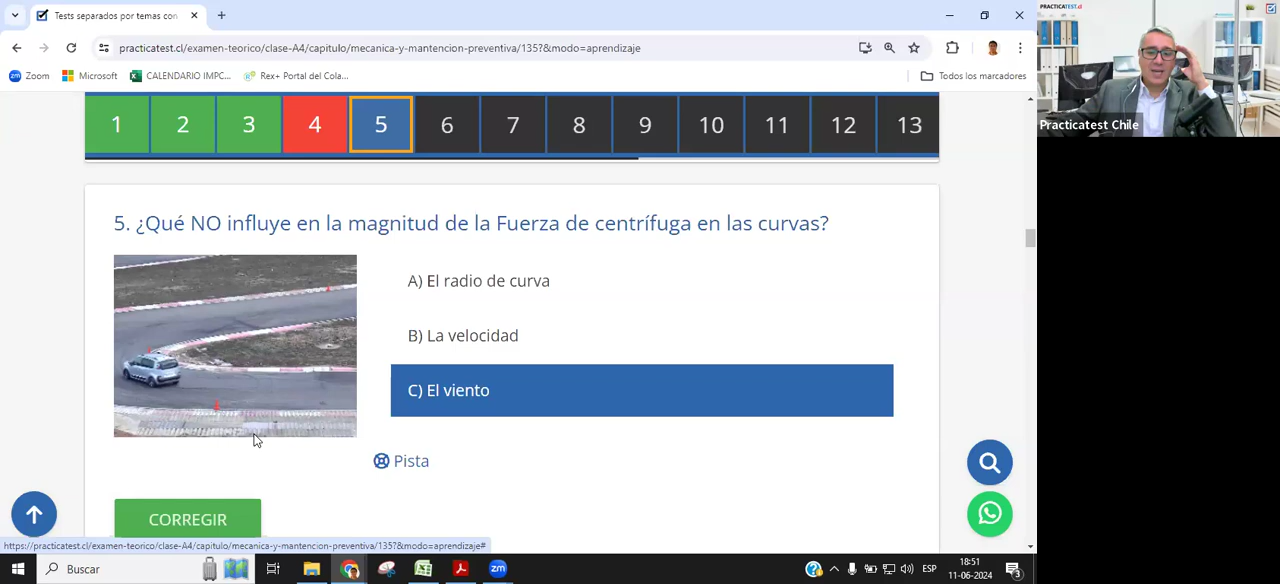 Tests separados por temas con
practicatest.cl/examen-teorico/clase-A4/capitulo/mecanica-y-mantencion-preventiva/135?&modo=aprendizaje
Zoom
Microsoft
CALENDARIO IMPC...
Rex+ Portal del Cola...
Todos los marcadores
PRACTICATEST.cl
Practicatest Chile
1 2 3 4 5 6 7 8 9 10 11 12 13
5. ¿Qué NO influye en la magnitud de la Fuerza de centrífuga en las curvas?
A) El radio de curva
B) La velocidad
C) El viento
Pista
CORREGIR
https://practicatest.cl/examen-teorico/clase-A4/capitulo/mecanica-y-mantencion-preventiva/135?&modo=aprendizaje#
Buscar
zm
ESP
18:51
11-06-2024
3